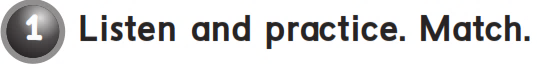 1 Listen and practice. Match.